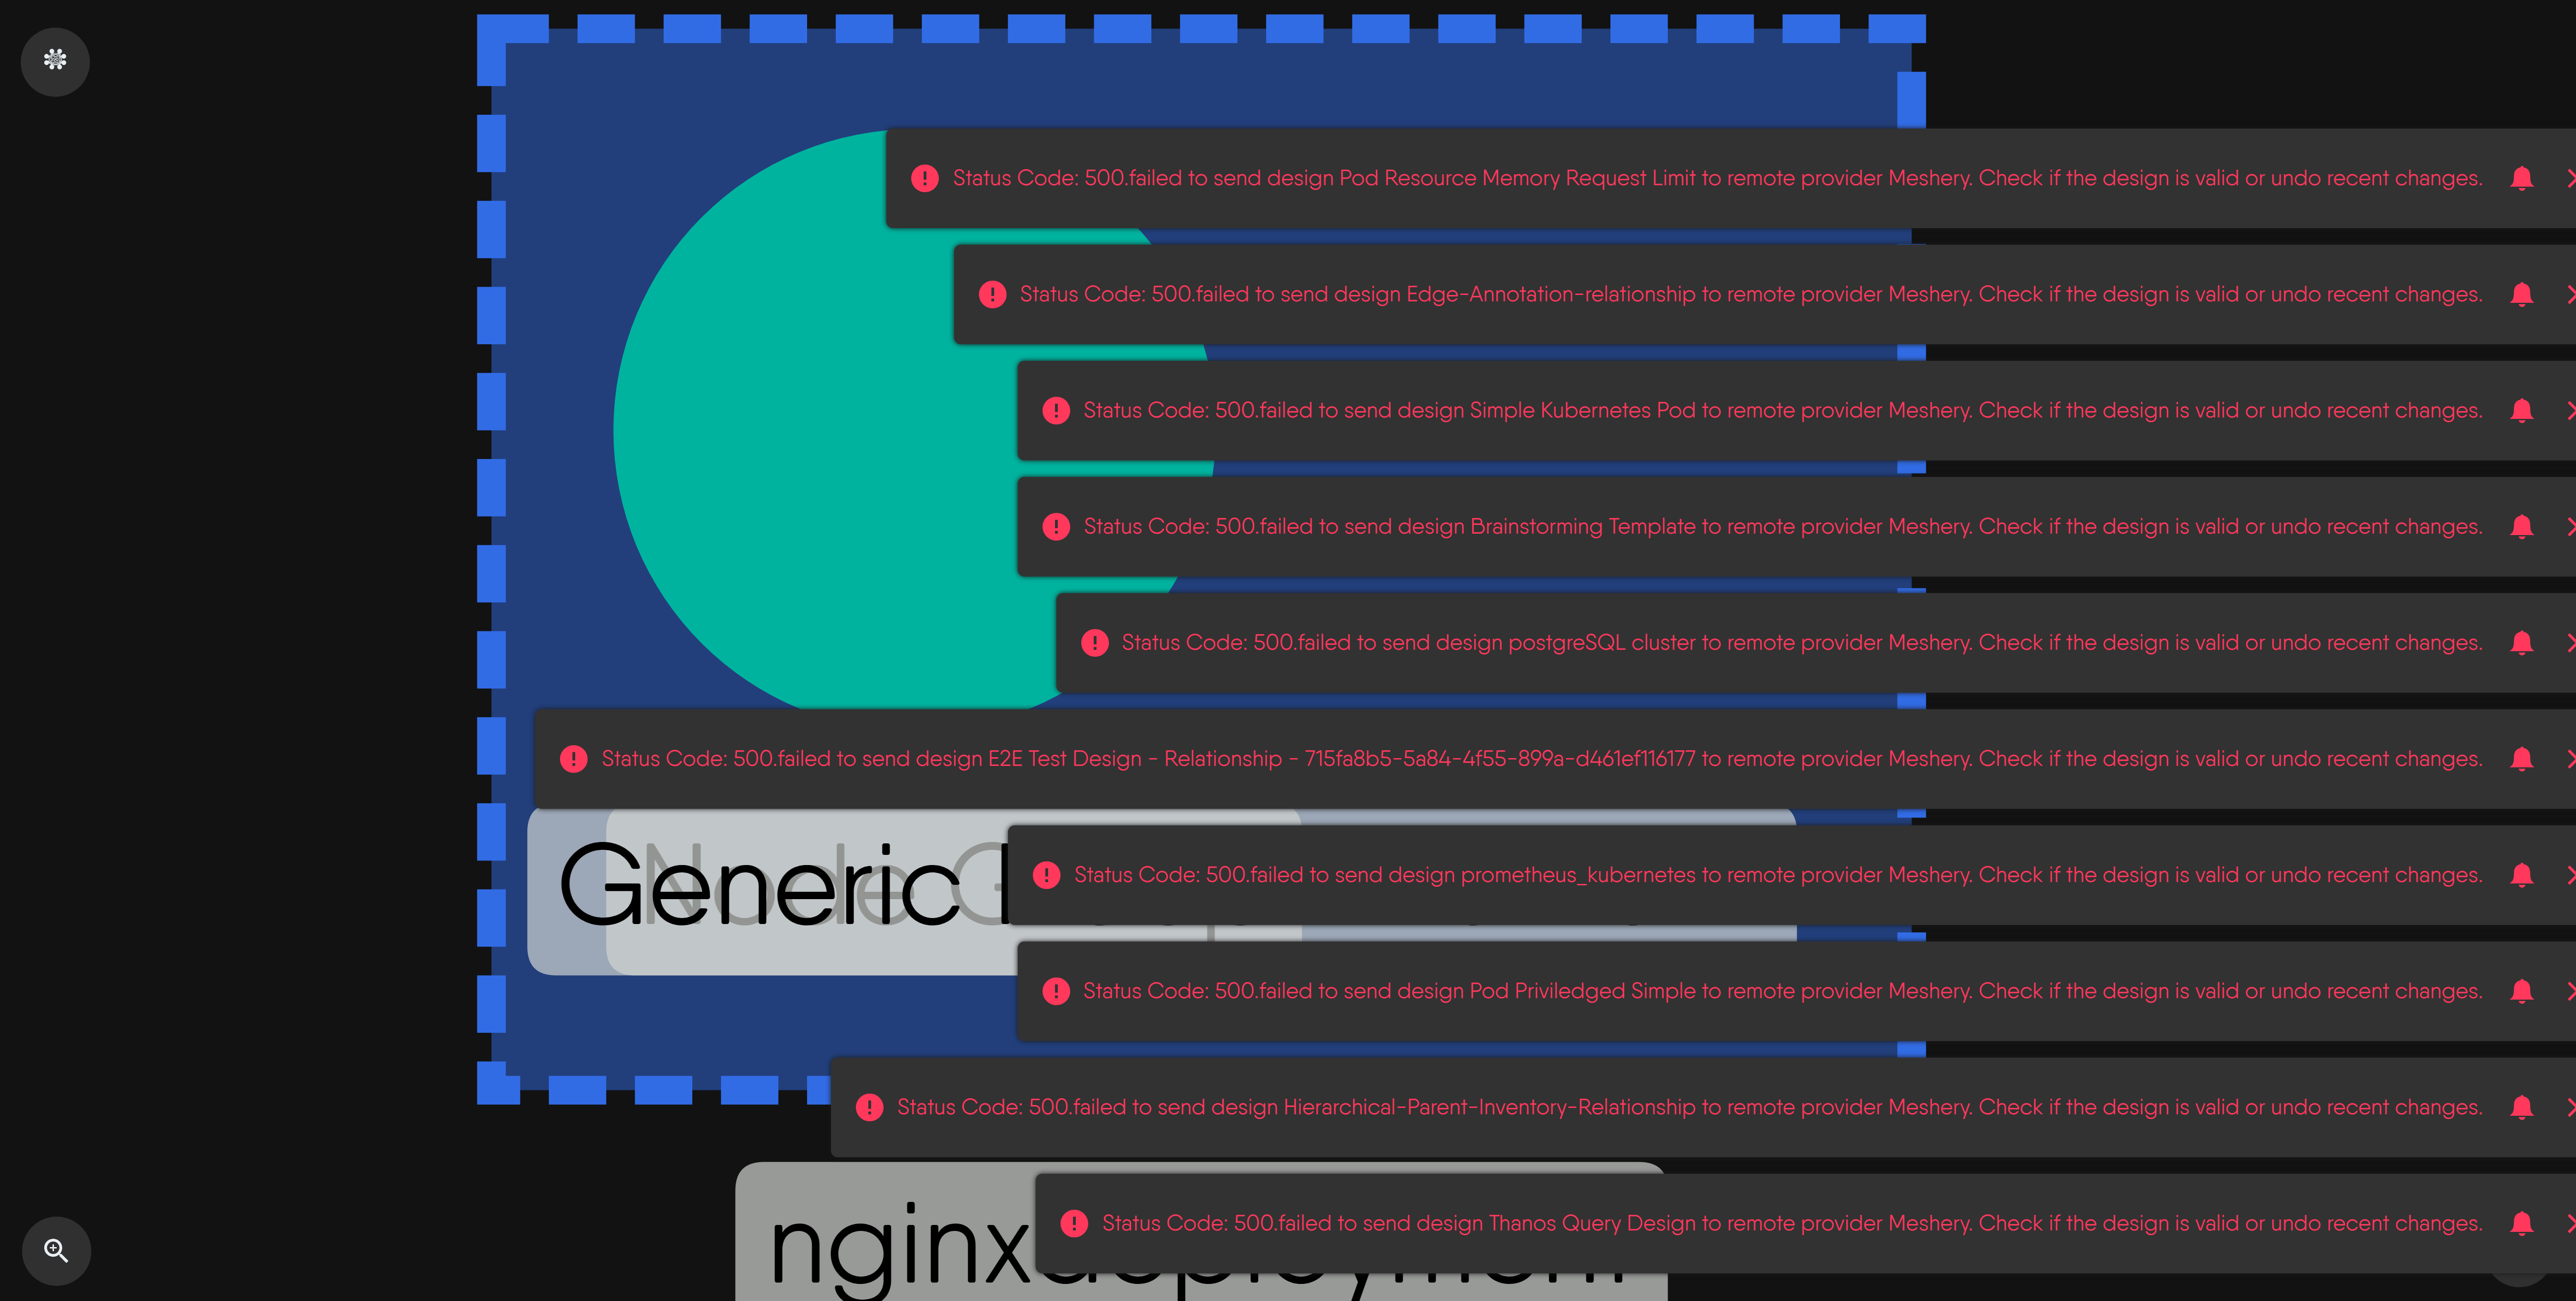 Status Code: 500.failed to send design Pod Resource Memory Request Limit to remote provider Meshery. Check if the design is valid or undo recent changes.
Status Code: 500.failed to send design Edge-Annotation-relationship to remote provider Meshery. Check if the design is valid or undo recent changes.
Status Code: 500.failed to send design Simple Kubernetes Pod to remote provider Meshery. Check if the design is valid or undo recent changes.
Status Code: 500.failed to send design Brainstorming Template to remote provider Meshery. Check if the design is valid or undo recent changes.
Status Code: 500.failed to send design postgreSQL cluster to remote provider Meshery. Check if the design is valid or undo recent changes.
Status Code: 500.failed to send design E2E Test Design - Relationship - 715fa8b5-5a84-4f55-899a-d461ef116177 to remote provider Meshery. Check if the design is valid or undo recent changes.
Generic
Node
Status Code: 500.failed to send design prometheus_kubernetes to remote provider Meshery. Check if the design is valid or undo recent changes.
Status Code: 500.failed to send design Pod Priviledged Simple to remote provider Meshery. Check if the design is valid or undo recent changes.
Status Code: 500.failed to send design Hierarchical-Parent-Inventory-Relationship to remote provider Meshery. Check if the design is valid or undo recent changes.
Status Code: 500.failed to send design Thanos Query Design to remote provider Meshery. Check if the design is valid or undo recent changes.
nginx